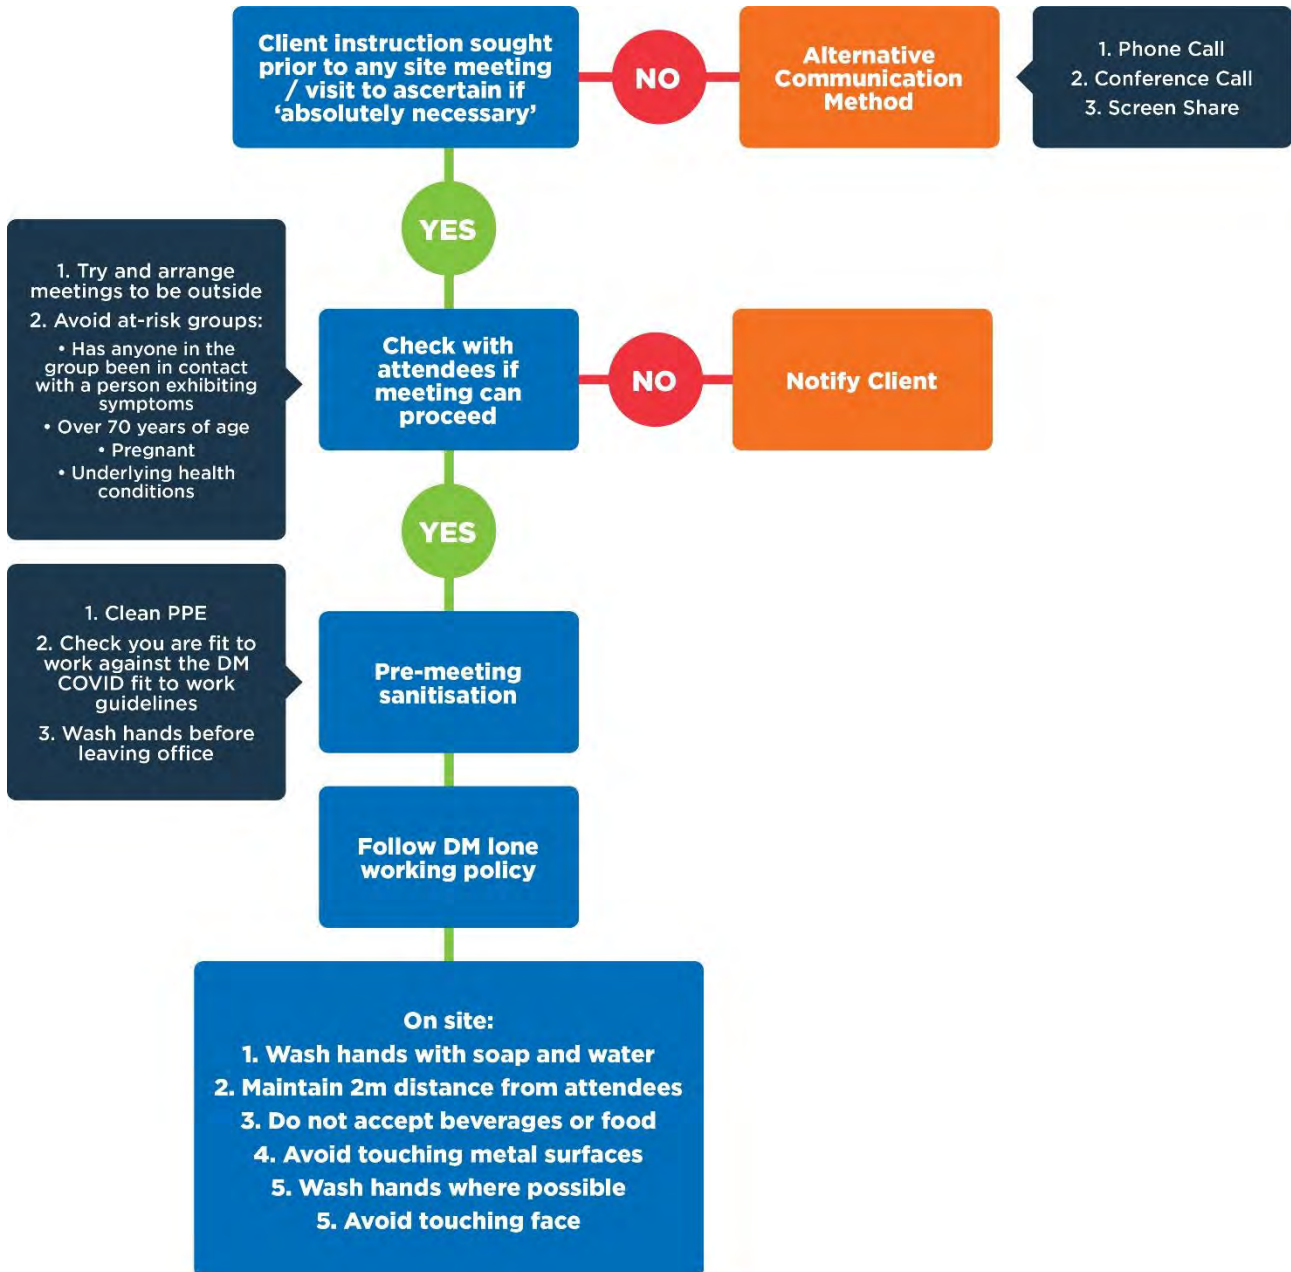 Client instruction sought
prior to any site meeting
/ visit to ascertain if
‘absolutely necessary’
NO
Alternative
Communication
Method
1. Phone Call
2. Conference Call
3. Screen Share
YES
1. Try and arrange
meetings to be outside
2. Avoid at-risk groups:
• Has anyone in the
group been in contact
with a person exhibiting
symptoms
• Over 70 years of age
• Pregnant
• Underlying health
conditions
Check with
attendees if
meeting can
proceed
NO
Notify Client
YES
1. Clean PPE
2. Check you are fit to
work against the DM
COVID fit to work
guidelines
3. Wash hands before
leaving office
Pre-meeting
sanitisation
Follow DM lone
working policy
On site:
1. Wash hands with soap and water
2. Maintain 2m distance from attendees
3. Do not accept beverages or food
4. Avoid touching metal surfaces
5. Wash hands where possible
5. Avoid touching face